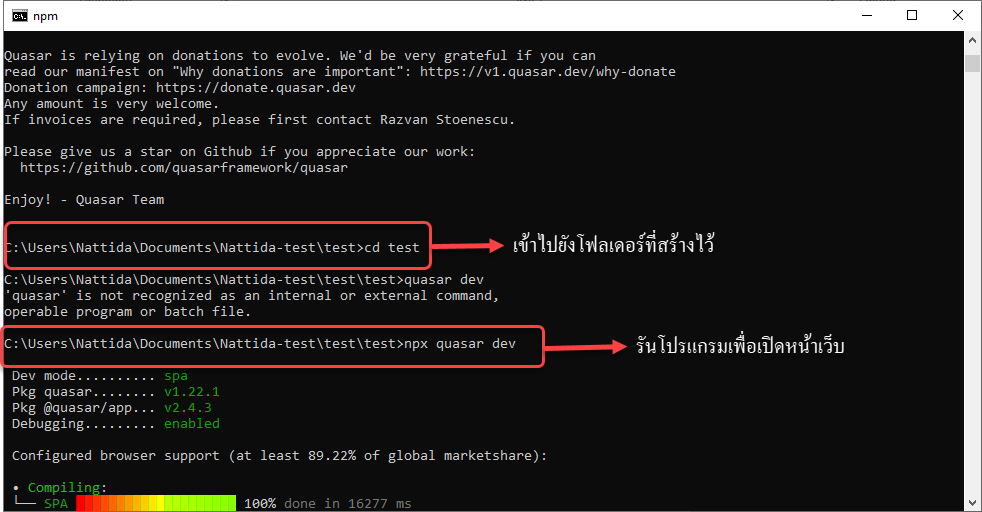 npm
Quasar is relying on donations to evolve. We'd be very grateful if you can
read our manifest on "Why donations are important": https://v1.quasar.dev/why-donate
Donation campaign: https://donate.quasar.dev
Any amount is very welcome.
If invoices are required, please first contact Razvan Stoenescu.
Please give us a star on Github if you appreciate our work:
https://github.com/quasarframework/quasar
Enjoy! - Quasar Team
C:\Users\Nattida\Documents\Nattida-test\test>cd test
เข้าไปยังโฟลเดอร์ที่สร้างไว้
C:\Users\Nattida\Documents\Nattida-test\test\test>quasar dev
'quasar' is not recognized as an internal or external command,
operable program or batch file.
C:\Users\Nattida\Documents\Nattida-test\test\test>npx quasar dev
รันโปรแกรมเพื่อเปิดหน้าเว็บ
Dev mode.......... spa
Pkg quasar........ v1.22.1
Pkg @quasar/app... v2.4.3
Debugging......... enabled
Configured browser support (at least 89.22% of global marketshare):
• Compiling:
└── SPA 100% done in 16277 ms